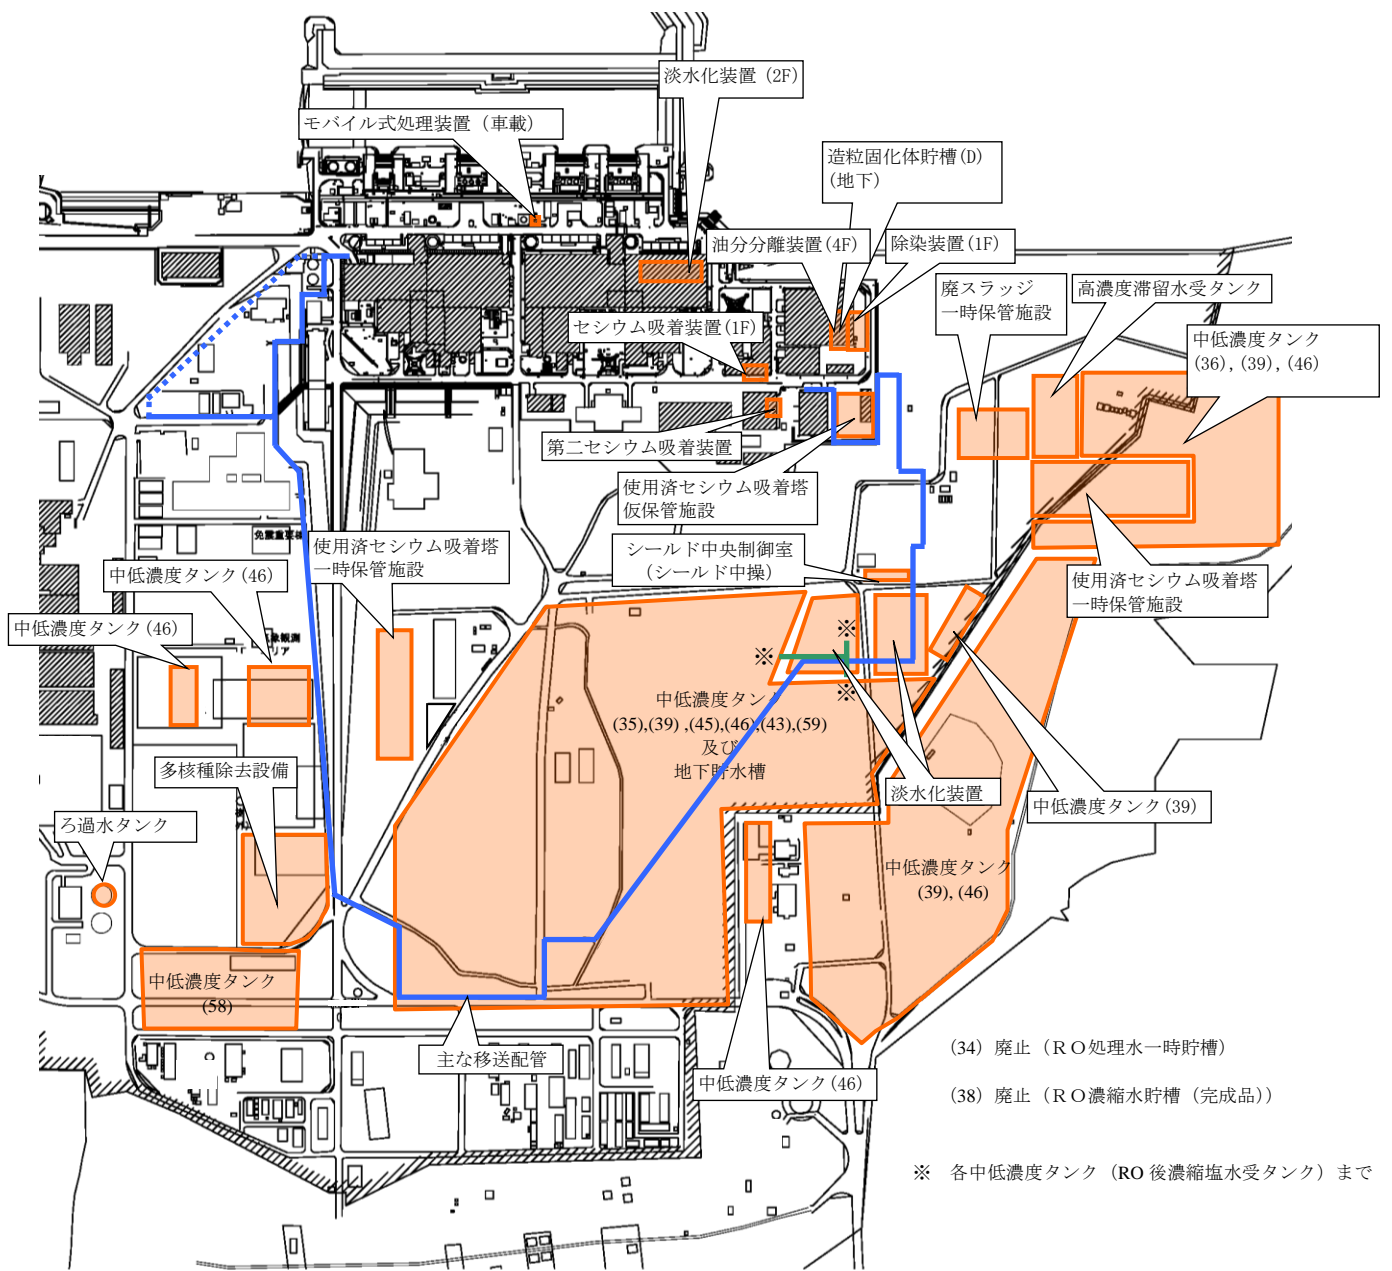 淡水化装置(2F)
モバイル式処理装置(車載)
造粒固化体貯槽(D)
(地下)
油分分離装置(4F)
除染装置(1F)
廃スラッジ
一時保管施設
高濃度滞留水受タンク
中低濃度タンク
(36), (39), (46)
セシウム吸着装置(1F)
第二セシウム吸着装置
使用済セシウム吸着塔
仮保管施設
シールド中央制御室
(シールド中操)
使用済セシウム吸着塔
一時保管施設
使用済セシウム吸着塔
一時保管施設
中低濃度タンク(46)
中低濃度タンク(46)
免震重要棟
※
※
※
中低濃度タンク
(35),(39) ,(45),(46),(43),(59)
及び
地下貯水槽
淡水化装置
中低濃度タンク(39)
多核種除去設備
ろ過水タンク
中低濃度タンク
(39), (46)
中低濃度タンク
(58)
主な移送配管
中低濃度タンク(46)
(34) 廃止(RO処理水一時貯槽)
(38) 廃止(RO濃縮水貯槽(完成品))
※ 各中低濃度タンク(RO後濃縮塩水受タンク)まで